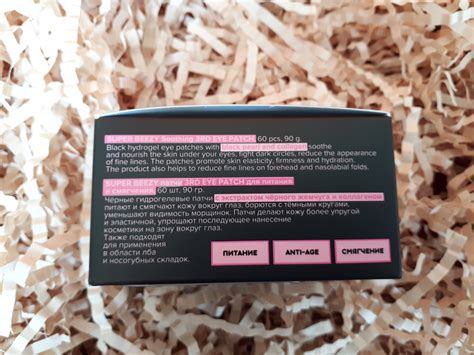 SUPER BEEZY Soothing 3RD EYE PATCH 60 pcs, 90 g.
Black hydrogel eye patches with black pearl and collagen soothe
and nourish the skin under your eyes, fight dark circles, reduce the appearance
of fine lines. The patches promote skin elasticity, firmness and hydration.
The product also helps to reduce fine lines on forehead and nasolabial folds.
SUPER BEEZY патчи 3RD EYE PATCH для питания
и смягчения, 60 шт, 90 гр.
Чёрные гидрогелевые патчи с экстрактом чёрного жемчуга и коллагеном
питают и смягчают кожу вокруг глаз, борются с тёмными кругами,
уменьшают видимость морщинок. Патчи делают кожу более упругой
и эластичной, упрощают последующее нанесение
косметики на зону вокруг глаз.
Также подходят
для применения
в области лба
и носогубных складок.
ПИТАНИЕ
ANTI-AGE
СМЯГЧЕНИЕ